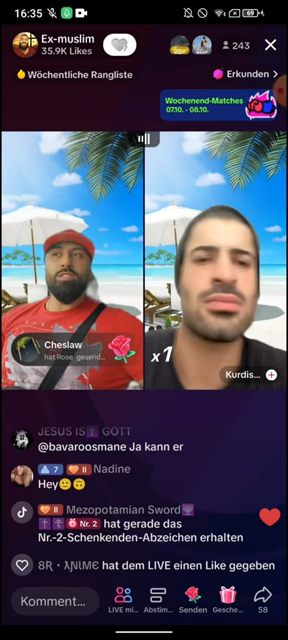 16:35
69
Ex-muslim
35.9K Likes
243
Wöchentliche Rangliste
Erkunden >
Wochenend-Matches
07.10. - 08.10.
Cheslaw
hat Rose gesend...
x1
Kurdis...
JESUS IS✝️ GOTT
@bavaroosmane Ja kann er
7 II Nadine
Hey🙂🙃
II Mezopotamian Sword
Nr. 2 hat gerade das
Nr.-2-Schenkenden-Abzeichen erhalten
hat dem LIVE einen Like gegeben
Komment...
LIVE mi...
Abstim...
Senden
Gesche...
58